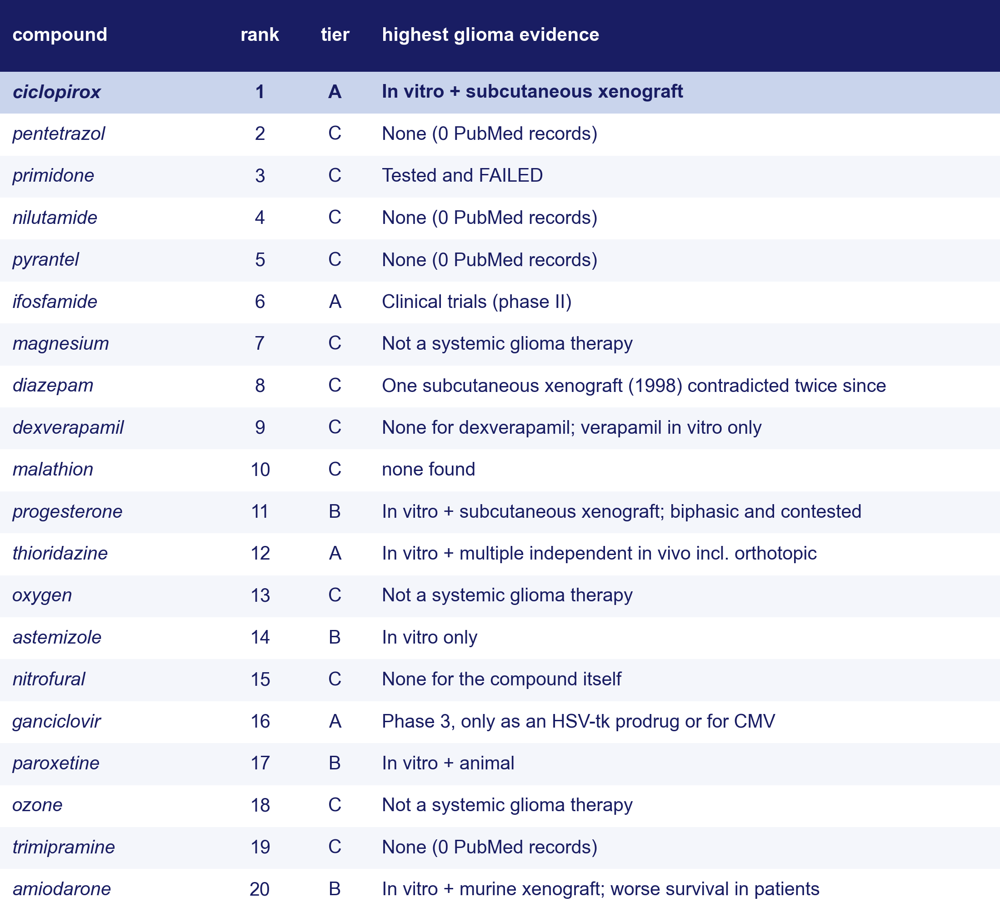 compound rank tier highest glioma evidence
ciclopirox 1 A In vitro + subcutaneous xenograft
pentetrazol 2 C None (0 PubMed records)
primidone 3 C Tested and FAILED
nilutamide 4 C None (0 PubMed records)
pyrantel 5 C None (0 PubMed records)
ifosfamide 6 A Clinical trials (phase II)
magnesium 7 C Not a systemic glioma therapy
diazepam 8 C One subcutaneous xenograft (1998) contradicted twice since
dexverapamil 9 C None for dexverapamil; verapamil in vitro only
malathion 10 C none found
progesterone 11 B In vitro + subcutaneous xenograft; biphasic and contested
thioridazine 12 A In vitro + multiple independent in vivo incl. orthotopic
oxygen 13 C Not a systemic glioma therapy
astemizole 14 B In vitro only
nitrofural 15 C None for the compound itself
ganciclovir 16 A Phase 3, only as an HSV-tk prodrug or for CMV
paroxetine 17 B In vitro + animal
ozone 18 C Not a systemic glioma therapy
trimipramine 19 C None (0 PubMed records)
amiodarone 20 B In vitro + murine xenograft; worse survival in patients